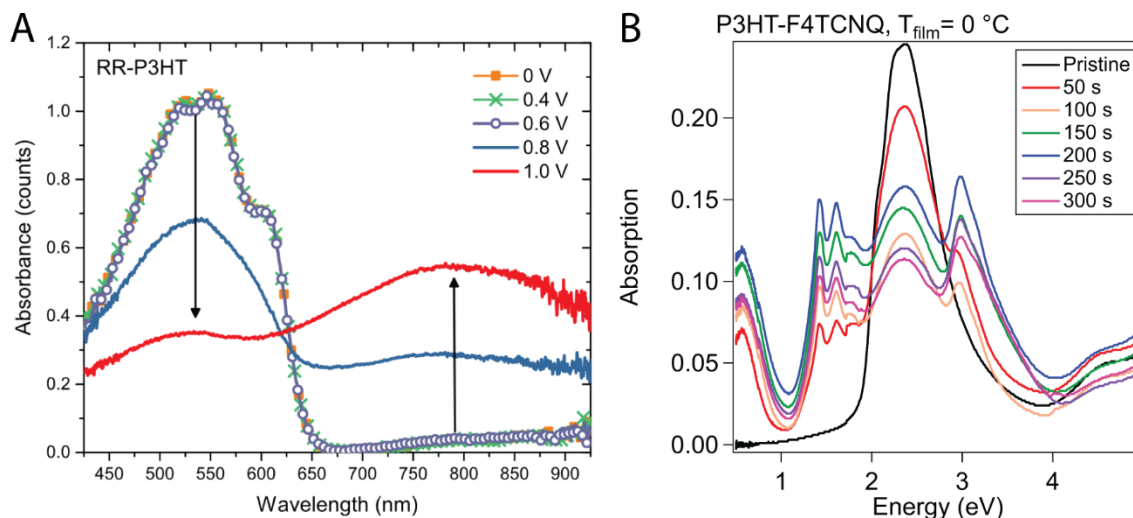 A
RR-P3HT
0 V
0.4 V
0.6 V
0.8 V
1.0 V
1.2
1.0
0.8
0.6
0.4
0.2
0.0
Absorbance (counts)
450 500 550 600 650 700 750 800 850 900
Wavelength (nm)
B
P3HT-F4TCNQ, T_film= 0 °C
Pristine
50 s
100 s
150 s
200 s
250 s
300 s
0.20
0.15
0.10
0.05
0.00
Absorption
1 2 3 4
Energy (eV)